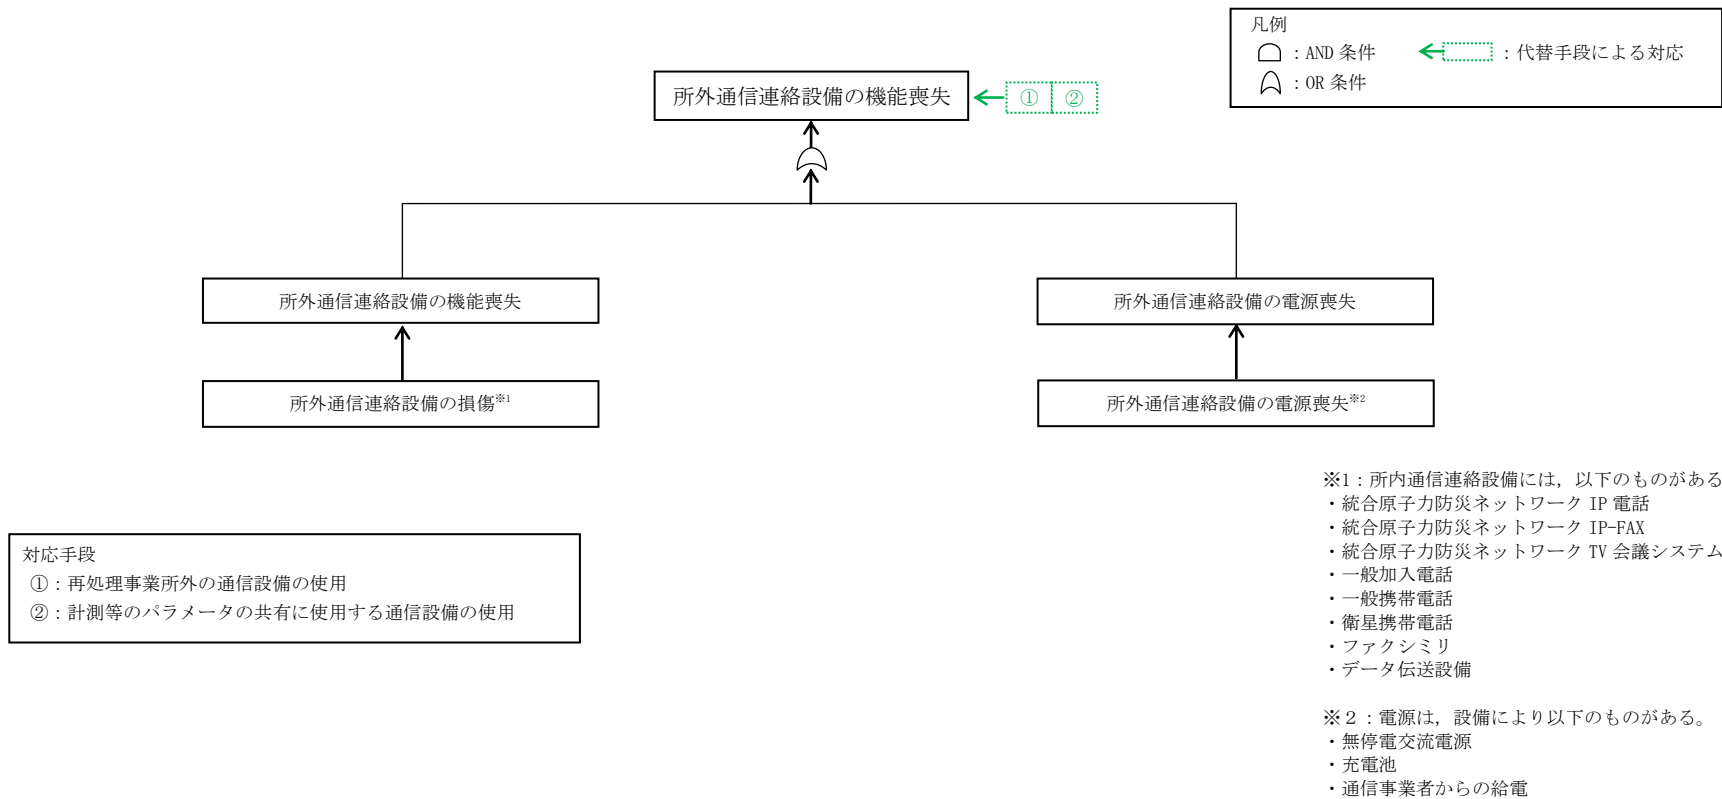 凡例
：AND 条件
：代替手段による対応
：OR 条件
所外通信連絡設備の機能喪失
① ②
所外通信連絡設備の機能喪失
所外通信連絡設備の電源喪失
所外通信連絡設備の損傷※1
所外通信連絡設備の電源喪失※2
対応手段
①：再処理事業所外の通信設備の使用
②：計測等のパラメータの共有に使用する通信設備の使用
※1：所内通信連絡設備には，以下のものがある
・統合原子力防災ネットワーク IP 電話
・統合原子力防災ネットワーク IP-FAX
・統合原子力防災ネットワーク TV 会議システム
・一般加入電話
・一般携帯電話
・衛星携帯電話
・ファクシミリ
・データ伝送設備
※２：電源は，設備により以下のものがある。
・無停電交流電源
・充電池
・通信事業者からの給電